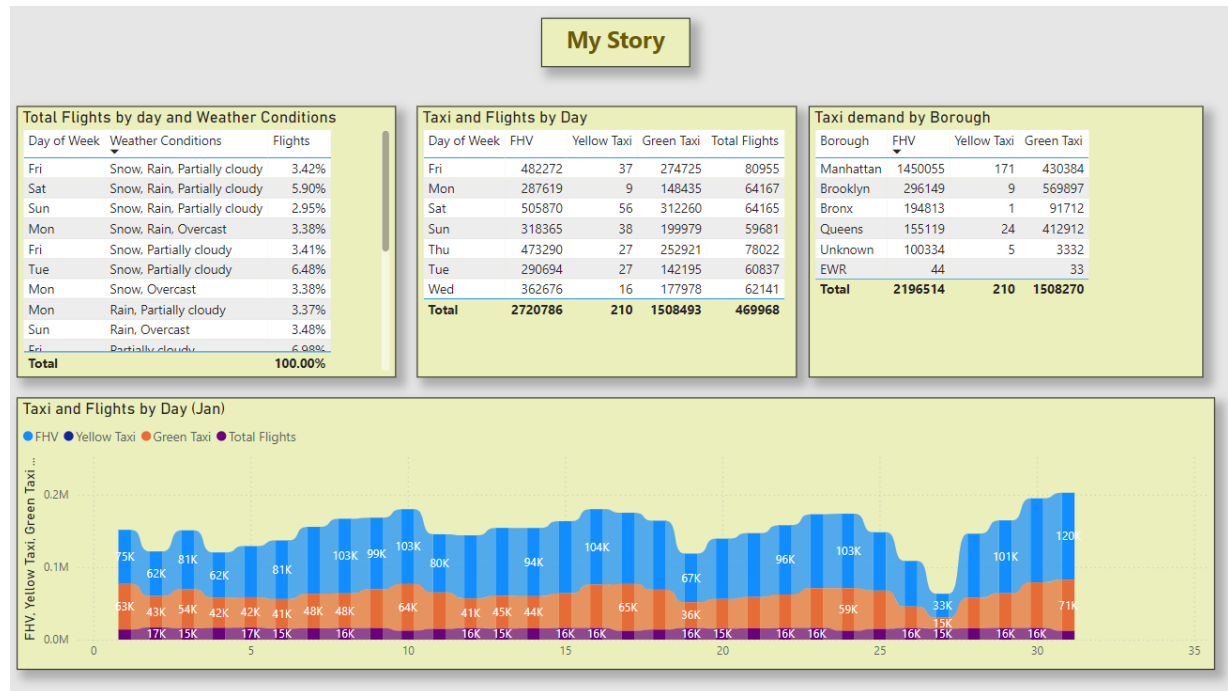 My Story
Total Flights by day and Weather Conditions
Day of Week Weather Conditions Flights
Fri Snow, Rain, Partially cloudy 3.42%
Sat Snow, Rain, Partially cloudy 5.90%
Sun Snow, Rain, Partially cloudy 2.95%
Mon Snow, Rain, Overcast 3.38%
Fri Snow, Partially cloudy 3.41%
Tue Snow, Partially cloudy 6.48%
Mon Snow, Overcast 3.38%
Mon Rain, Partially cloudy 3.37%
Sun Rain, Overcast 3.48%
Fri Partially cloudy 6.98%
Total 100.00%
Taxi and Flights by Day
Day of Week FHV Yellow Taxi Green Taxi Total Flights
Fri 482272 37 274725 80955
Mon 287619 9 148435 64167
Sat 505870 56 312260 64165
Sun 318365 38 199979 59681
Thu 473290 27 252921 78022
Tue 290694 27 142195 60837
Wed 362676 16 177978 62141
Total 2720786 210 1508493 469968
Taxi demand by Borough
Borough FHV Yellow Taxi Green Taxi
Manhattan 1450055 171 430384
Brooklyn 296149 9 569897
Bronx 194813 1 91712
Queens 155119 24 412912
Unknown 100334 5 3332
EWR 44 33
Total 2196514 210 1508270
Taxi and Flights by Day (Jan)
FHV Yellow Taxi Green Taxi Total Flights
FHV, Yellow Taxi, Green Taxi ...
0.2M
0.1M
0.0M
75K 62K 81K 62K 81K 103K 99K 103K 80K 94K 104K 67K 96K 103K 33K 101K 120
63K 43K 54K 42K 42K 41K 48K 48K 64K 41K 45K 44K 65K 36K 59K 15K 71K
17K 15K 17K 15K 16K 16K 15K 16K 16K 16K 15K 16K 16K 16K 15K 16K 16K
0 5 10 15 20 25 30 35